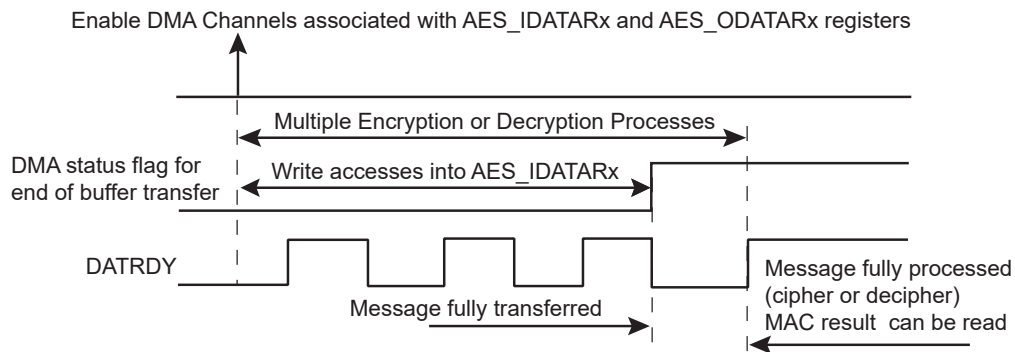 Enable DMA Channels associated with AES_IDATARx and AES_ODATARx registers
Multiple Encryption or Decryption Processes
DMA status flag for
end of buffer transfer
Write accesses into AES_IDATARx
DATRDY
Message fully transferred
Message fully processed
(cipher or decipher)
MAC result can be read